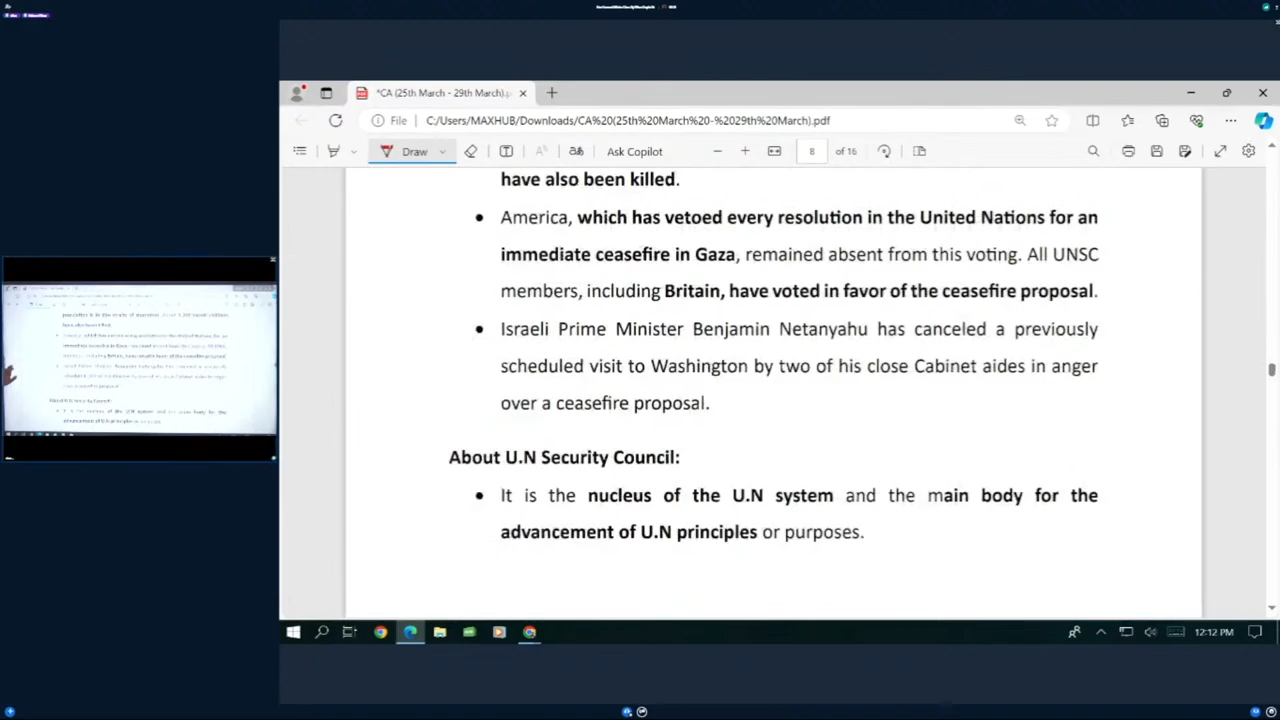 *CA (25th March - 29th March).p
File
C:/Users/MAXHUB/Downloads/CA%20(25th%20March%20-%2029th%20March).pdf
Draw
Ask Copilot
8 of 16
have also been killed.
• America, which has vetoed every resolution in the United Nations for an
immediate ceasefire in Gaza, remained absent from this voting. All UNSC
members, including Britain, have voted in favor of the ceasefire proposal.
• Israeli Prime Minister Benjamin Netanyahu has canceled a previously
scheduled visit to Washington by two of his close Cabinet aides in anger
over a ceasefire proposal.
About U.N Security Council:
• It is the nucleus of the U.N system and the main body for the
advancement of U.N principles or purposes.
12:12 PM